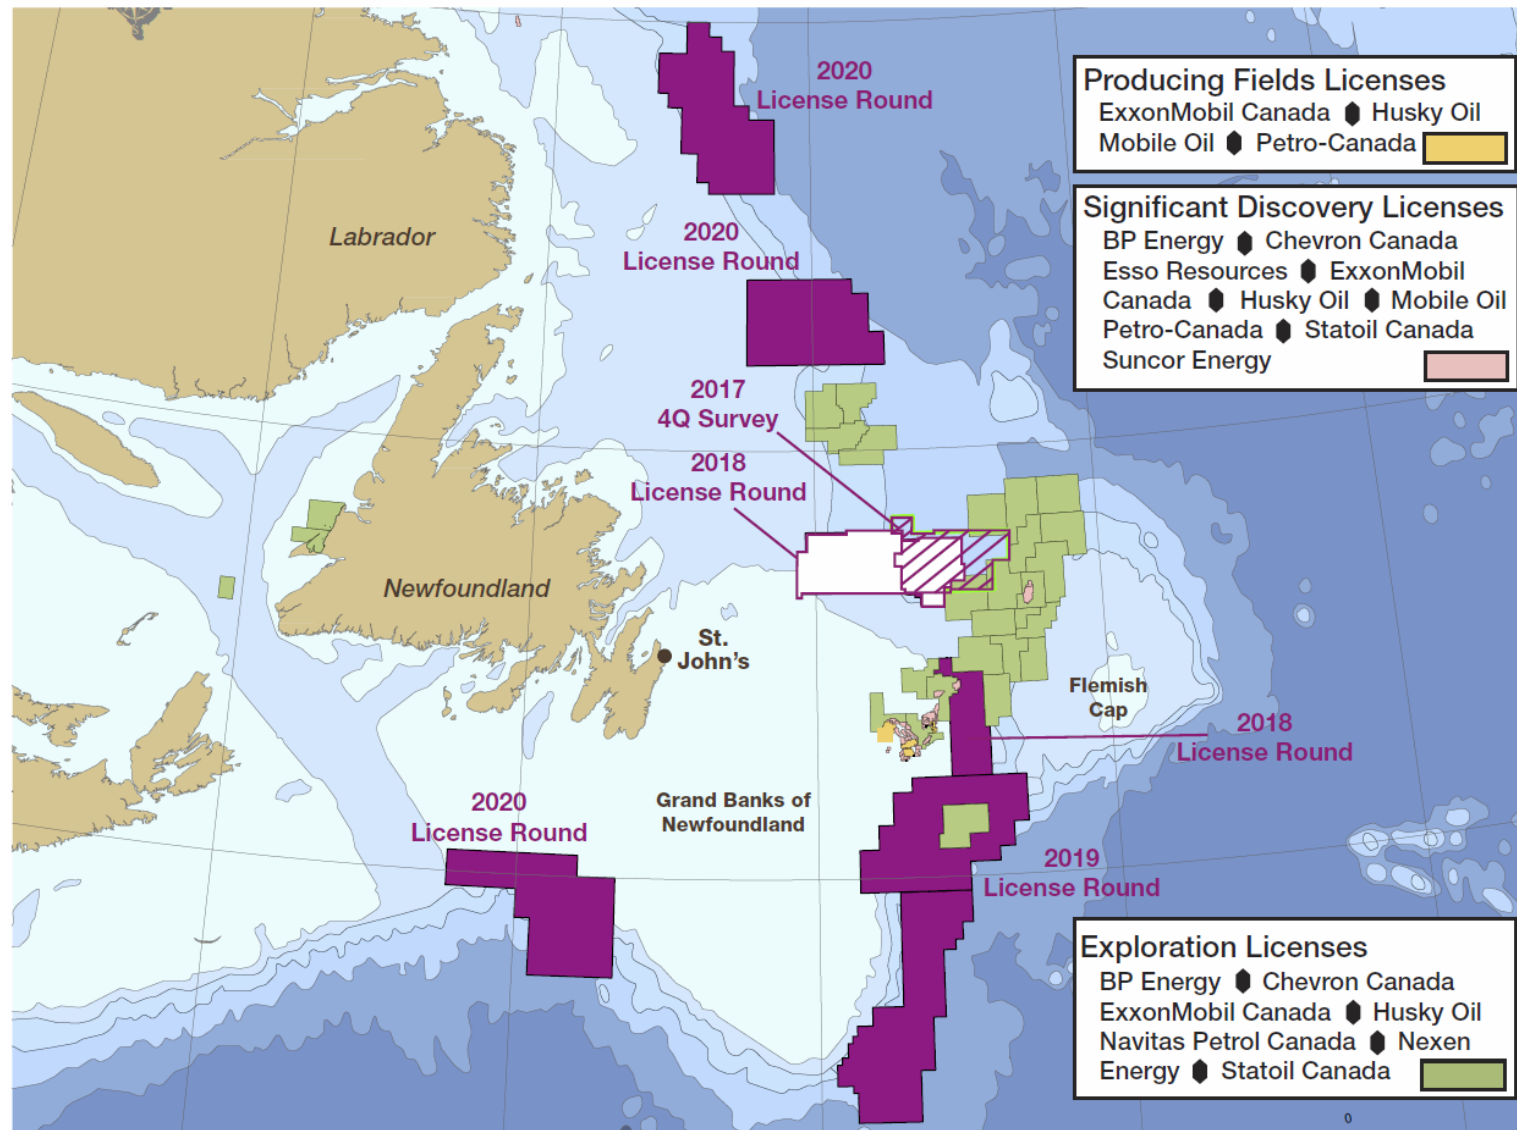 2020
License Round
Producing Fields Licenses
ExxonMobil Canada ⬧ Husky Oil
Mobile Oil ⬧ Petro-Canada
Significant Discovery Licenses
BP Energy ⬧ Chevron Canada
Esso Resources ⬧ ExxonMobil
Canada ⬧ Husky Oil ⬧ Mobile Oil
Petro-Canada ⬧ Statoil Canada
Suncor Energy
Labrador
2020
License Round
2017
4Q Survey
2018
License Round
Newfoundland
St.
John's
Flemish
Cap
2018
License Round
2020
License Round
Grand Banks of
Newfoundland
2019
License Round
Exploration Licenses
BP Energy ⬧ Chevron Canada
ExxonMobil Canada ⬧ Husky Oil
Navitas Petrol Canada ⬧ Nexen
Energy ⬧ Statoil Canada
0